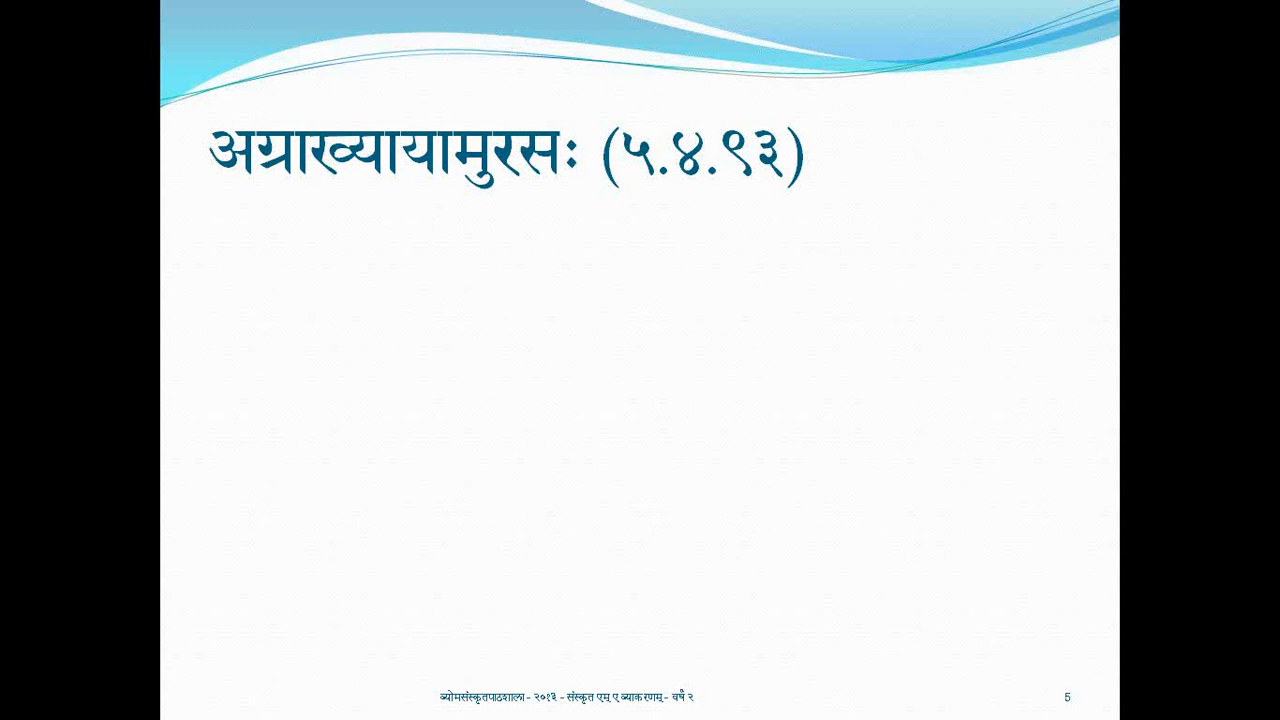 अग्राख्यायामुरसः (५.४.९३)
व्योमसंस्कृतपाठशाला - २०१३ - संस्कृत एम् ए व्याकरणम् - वर्षं २
5